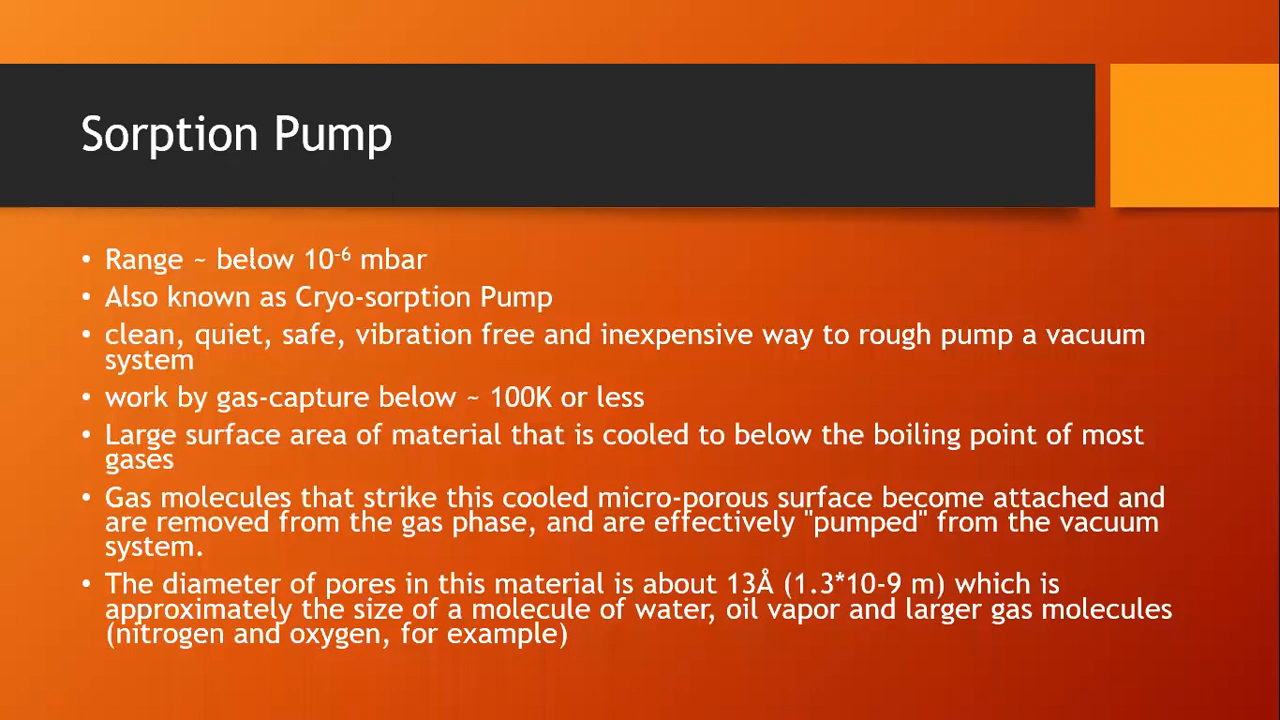 Sorption Pump
• Range ~ below 10⁻⁶ mbar
• Also known as Cryo-sorption Pump
• clean, quiet, safe, vibration free and inexpensive way to rough pump a vacuum
system
• work by gas-capture below ~ 100K or less
• Large surface area of material that is cooled to below the boiling point of most
gases
• Gas molecules that strike this cooled micro-porous surface become attached and
are removed from the gas phase, and are effectively "pumped" from the vacuum
system.
• The diameter of pores in this material is about 13Å (1.3*10-9 m) which is
approximately the size of a molecule of water, oil vapor and larger gas molecules
(nitrogen and oxygen, for example)